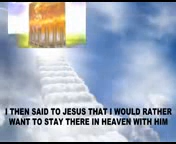 I THEN SAID TO JESUS THAT I WOULD RATHER
WANT TO STAY THERE IN HEAVEN WITH HIM